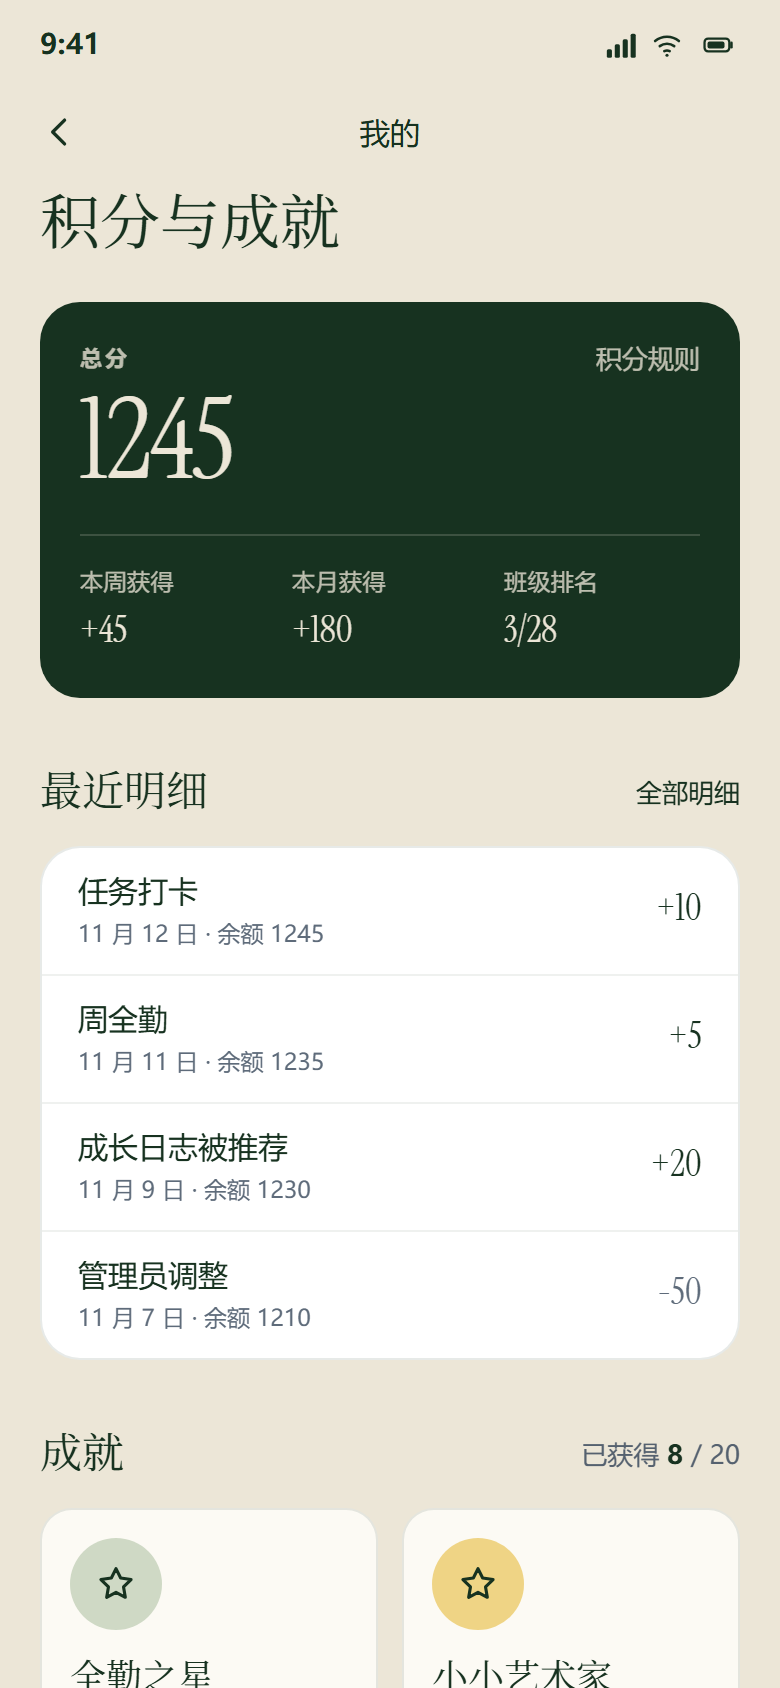 9:41
我的
积分与成就
总分
积分规则
1245
本周获得 本月获得 班级排名
+45 +180 3/28
最近明细 全部明细
任务打卡
+10
11 月 12 日 · 余额 1245
周全勤
+5
11 月 11 日 · 余额 1235
成长日志被推荐
+20
11 月 9 日 · 余额 1230
管理员调整
-50
11 月 7 日 · 余额 1210
成就 已获得 8 / 20
全勤之星 小小艺术家